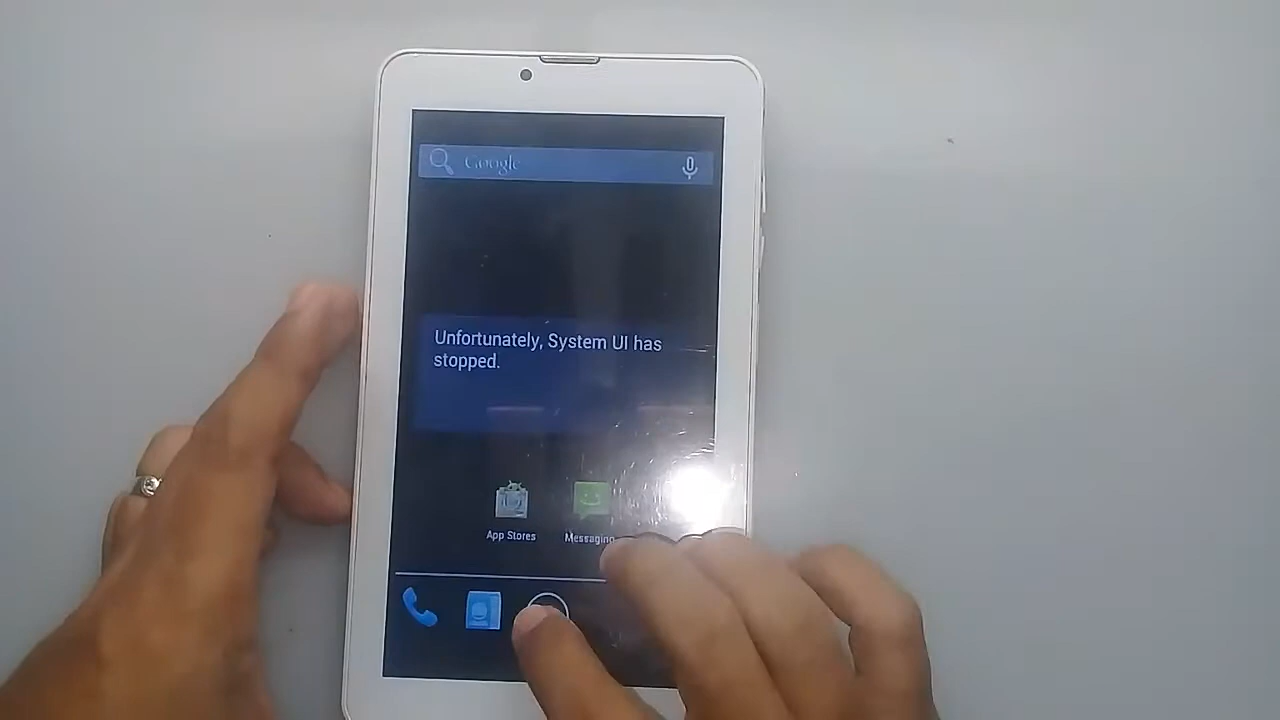 Google
Unfortunately, System UI has
stopped.
App Stores
Messaging